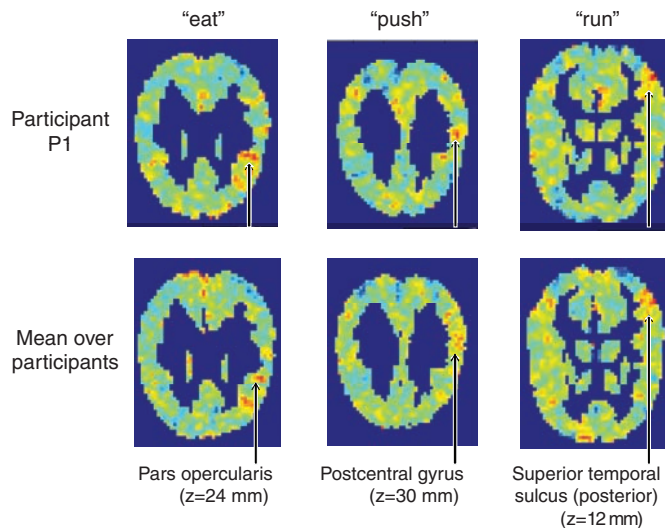 “eat”
“push”
“run”
Participant
P1
Mean over
participants
Pars opercularis
(z=24 mm)
Postcentral gyrus
(z=30 mm)
Superior temporal
sulcus (posterior)
(z=12 mm)